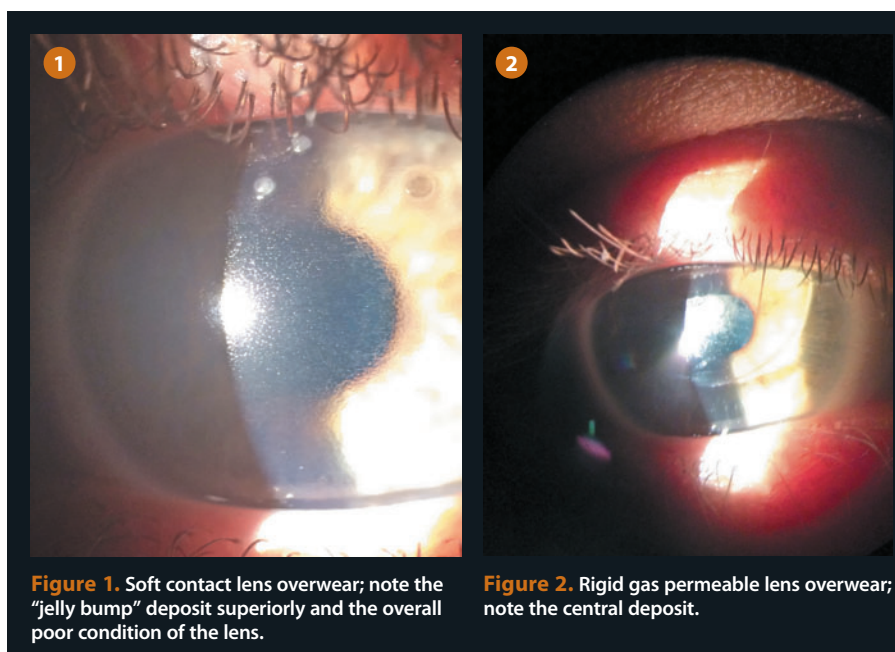 1
2
Figure 1. Soft contact lens overwear; note the
“jelly bump” deposit superiorly and the overall
poor condition of the lens.
Figure 2. Rigid gas permeable lens overwear;
note the central deposit.